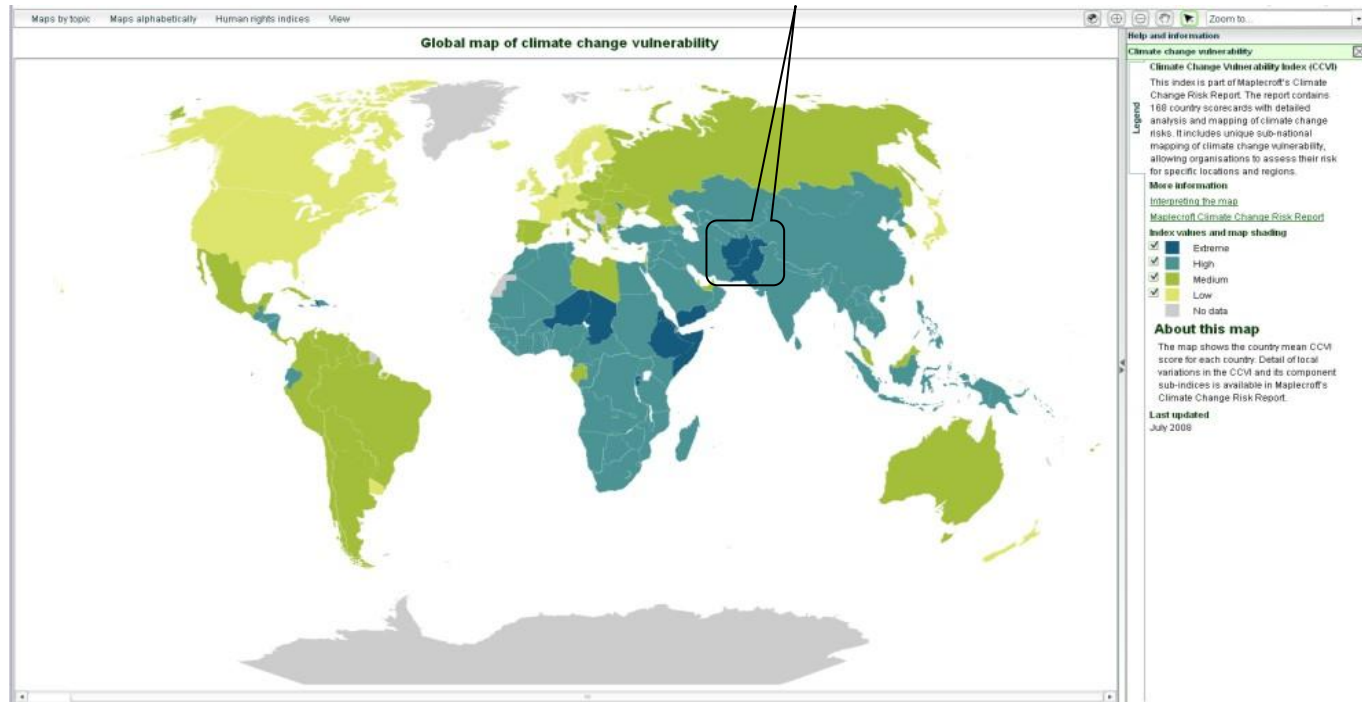 Maps by topic Maps alphabetically Human rights indices View
Zoom to...
Global map of climate change vulnerability
Help and information
Climate change vulnerability
Legend
Climate Change Vulnerability Index (CCVI)
This index is part of Maplecroft's Climate
Change Risk Report. The report contains
168 country scorecards with detailed
analysis and mapping of climate change
risks. It includes unique sub-national
mapping of climate change vulnerability,
allowing organisations to assess their risk
for specific locations and regions.
More information
Interpreting the map
Maplecroft Climate Change Risk Report
Index values and map shading
Extreme
High
Medium
Low
No data
About this map
The map shows the country mean CCVI
score for each country. Detail of local
variations in the CCVI and its component
sub-indices is available in Maplecroft's
Climate Change Risk Report.
Last updated
July 2008